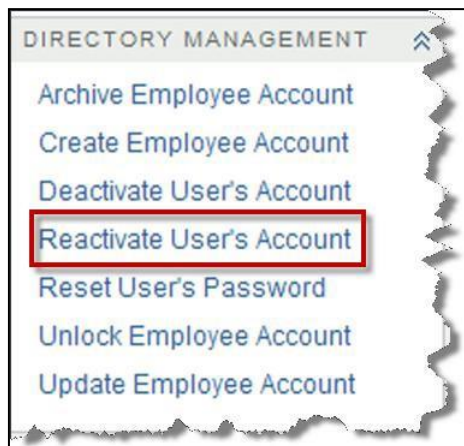 DIRECTORY MANAGEMENT
Archive Employee Account
Create Employee Account
Deactivate User's Account
Reactivate User's Account
Reset User's Password
Unlock Employee Account
Update Employee Account